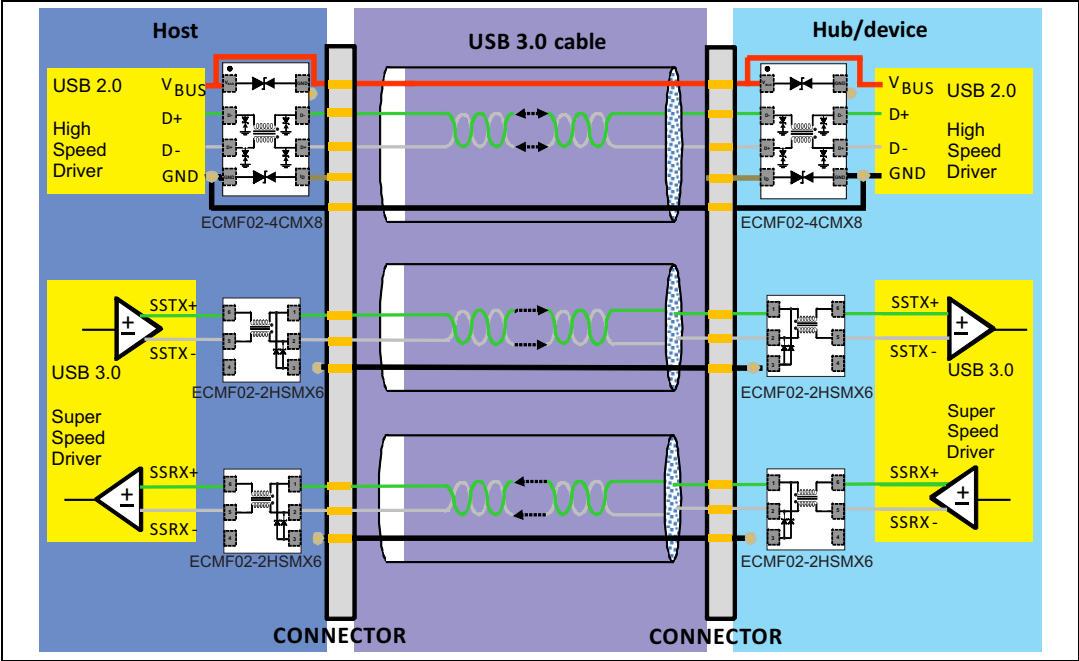 Host
USB 3.0 cable
Hub/device
USB 2.0
High
Speed
Driver
VBUS
D+
D-
GND
ECMF02-4CMX8
VBUS
D+
D-
GND
USB 2.0
High
Speed
Driver
ECMF02-4CMX8
SSTX+
SSTX-
USB 3.0
Super
Speed
Driver
SSRX+
SSRX-
ECMF02-2HSMX6
ECMF02-2HSMX6
SSTX+
SSTX-
USB 3.0
Super
Speed
Driver
SSRX+
SSRX-
ECMF02-2HSMX6
ECMF02-2HSMX6
CONNECTOR
CONNECTOR